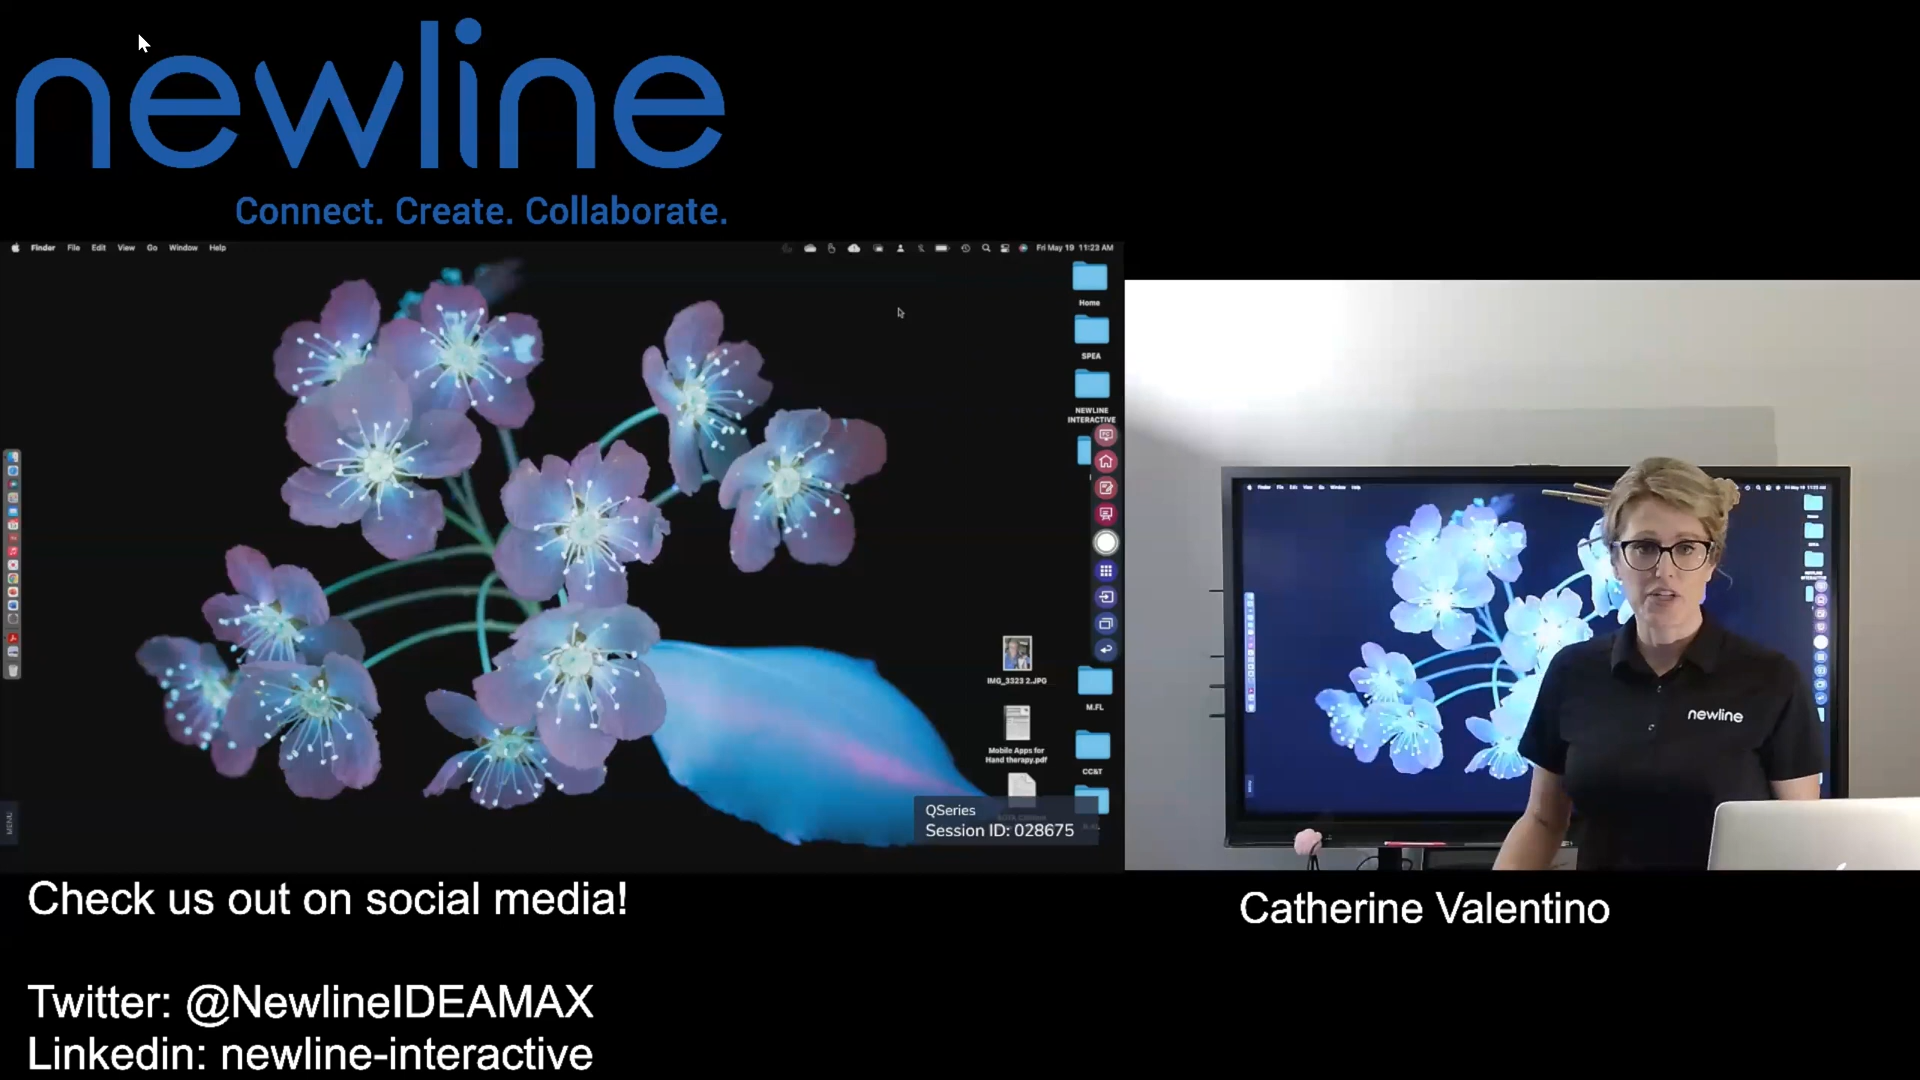 newline
Connect. Create. Collaborate.
Finder File Edit View Go Window Help
Fri May 19 11:23 AM
Home
SPEA
NEWLINE
INTERACTIVE
IMG_3323 2.JPG
M.FL
Mobile Apps for
Hand therapy.pdf
CC&T
QSeries
Session ID: 028675
MENU
newline
Check us out on social media!
Catherine Valentino
Twitter: @NewlineIDEAMAX
Linkedin: newline-interactive